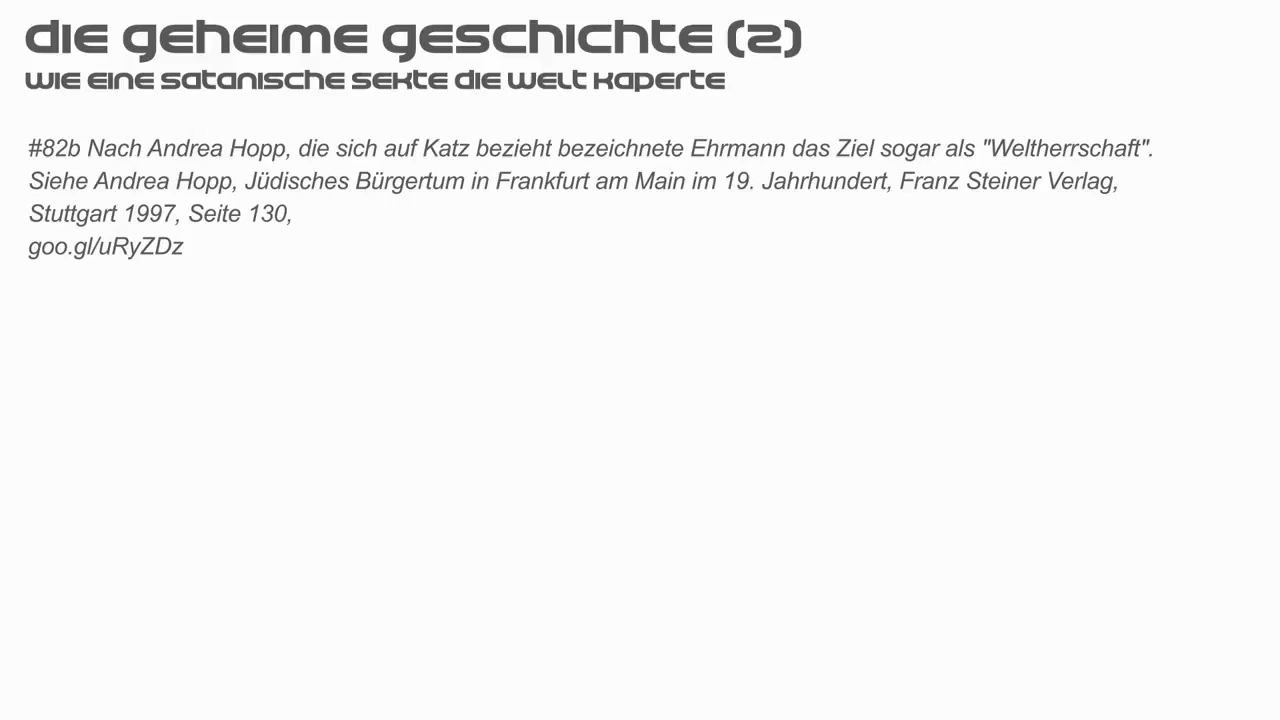 die geheime geschichte (2)
wie eine satanische sekte die welt kaperte
#82b Nach Andrea Hopp, die sich auf Katz bezieht bezeichnete Ehrmann das Ziel sogar als "Weltherrschaft".
Siehe Andrea Hopp, Jüdisches Bürgertum in Frankfurt am Main im 19. Jahrhundert, Franz Steiner Verlag,
Stuttgart 1997, Seite 130,
goo.gl/uRyZDz